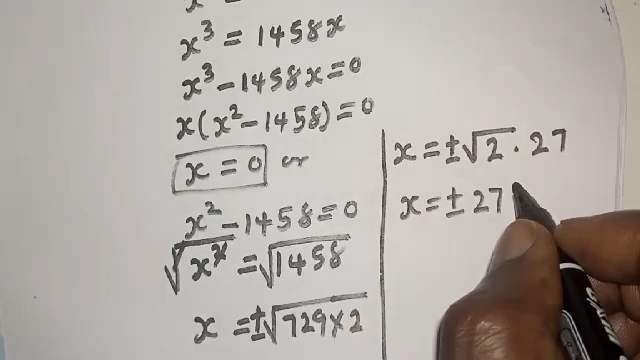 x³ = 1458x
x³ - 1458x = 0
x(x² - 1458) = 0
x = 0 or
x² - 1458 = 0
√x² = √1458
x = ±√729×2
x = ±√2 · 27
x = ± 27